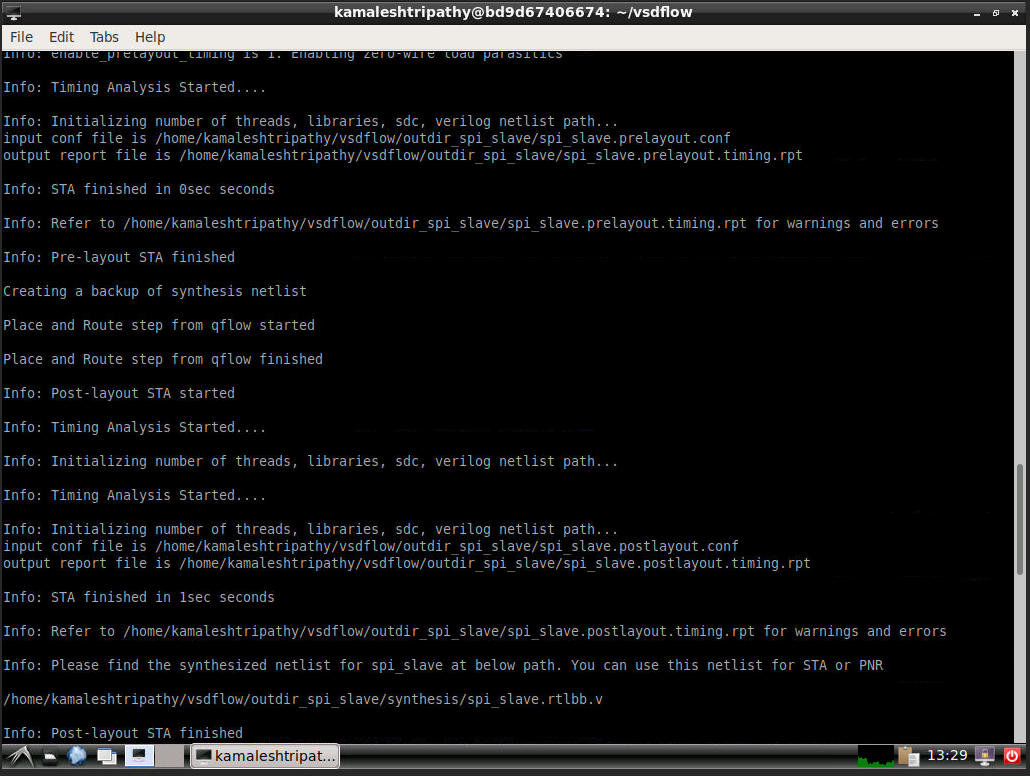 kamaleshtripathy@bd9d67406674: ~/vsdflow
File Edit Tabs Help
Info: enable_prelayout_timing is 1. Enabling zero-wire load parasitics
Info: Timing Analysis Started....
Info: Initializing number of threads, libraries, sdc, verilog netlist path...
input conf file is /home/kamaleshtripathy/vsdflow/outdir_spi_slave/spi_slave.prelayout.conf
output report file is /home/kamaleshtripathy/vsdflow/outdir_spi_slave/spi_slave.prelayout.timing.rpt
Info: STA finished in 0sec seconds
Info: Refer to /home/kamaleshtripathy/vsdflow/outdir_spi_slave/spi_slave.prelayout.timing.rpt for warnings and errors
Info: Pre-layout STA finished
Creating a backup of synthesis netlist
Place and Route step from qflow started
Place and Route step from qflow finished
Info: Post-layout STA started
Info: Timing Analysis Started....
Info: Initializing number of threads, libraries, sdc, verilog netlist path...
Info: Timing Analysis Started....
Info: Initializing number of threads, libraries, sdc, verilog netlist path...
input conf file is /home/kamaleshtripathy/vsdflow/outdir_spi_slave/spi_slave.postlayout.conf
output report file is /home/kamaleshtripathy/vsdflow/outdir_spi_slave/spi_slave.postlayout.timing.rpt
Info: STA finished in 1sec seconds
Info: Refer to /home/kamaleshtripathy/vsdflow/outdir_spi_slave/spi_slave.postlayout.timing.rpt for warnings and errors
Info: Please find the synthesized netlist for spi_slave at below path. You can use this netlist for STA or PNR
/home/kamaleshtripathy/vsdflow/outdir_spi_slave/synthesis/spi_slave.rtlbb.v
Info: Post-layout STA finished
kamaleshtripat...
13:29